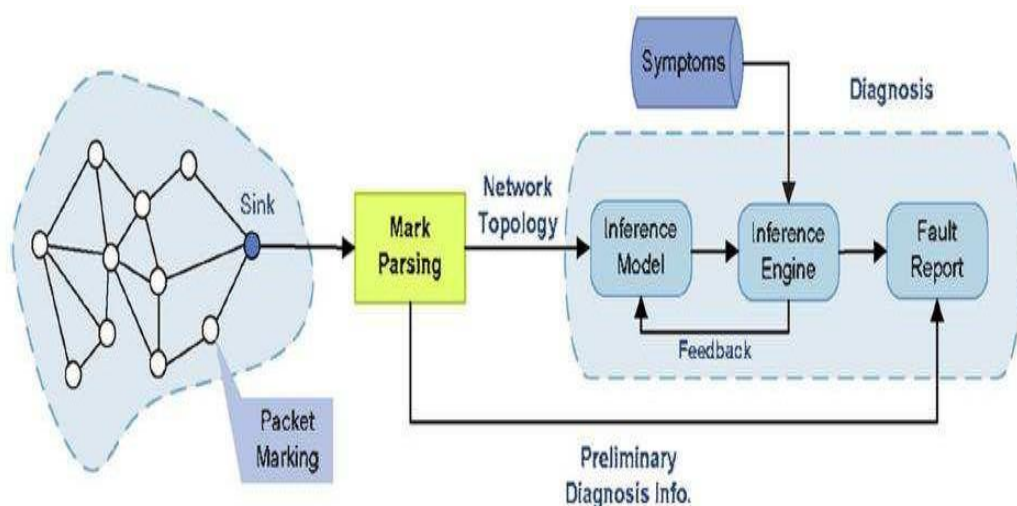 Symptoms
Diagnosis
Sink
Network
Topology
Mark
Parsing
Inference
Model
Inference
Engine
Fault
Report
Feedback
Packet
Marking
Preliminary
Diagnosis Info.